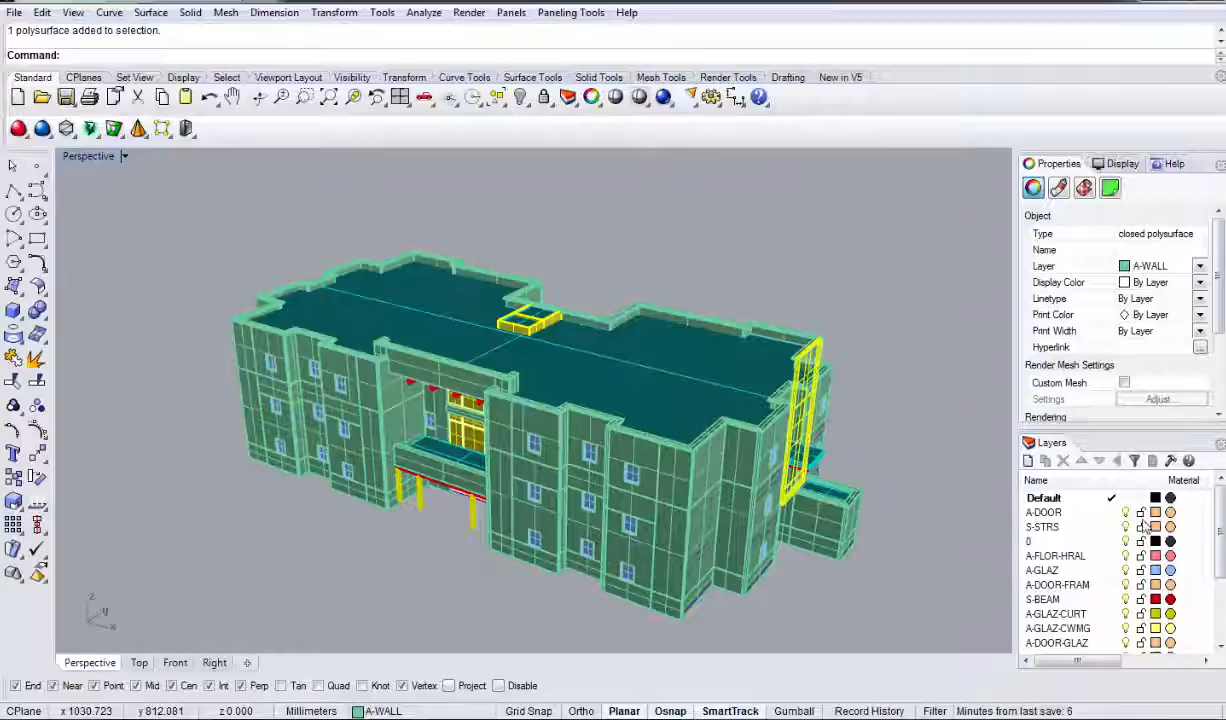 File Edit View Curve Surface Solid Mesh Dimension Transform Tools Analyze Render Panels Paneling Tools Help
1 polysurface added to selection.
Command:
Standard CPlanes Set View Display Select Viewport Layout Visibility Transform Curve Tools Surface Tools Solid Tools Mesh Tools Render Tools Drafting New in V5
Perspective
Properties Display Help
Object
Type closed polysurface
Name
Layer A-WALL
Display Color By Layer
Linetype By Layer
Print Color By Layer
Print Width By Layer
Hyperlink ...
Render Mesh Settings
Custom Mesh
Settings Adjust...
Rendering
Layers
Name Material
Default
A-DOOR
S-STRS
0
A-FLOR-HRAL
A-GLAZ
A-DOOR-FRAM
S-BEAM
A-GLAZ-CURT
A-GLAZ-CWMG
A-DOOR-GLAZ
z
y
x
Perspective Top Front Right
End Near Point Mid Cen Int Perp Tan Quad Knot Vertex Project Disable
CPlane x 1030.723 y 812.081 z 0.000 Millimeters A-WALL Grid Snap Ortho Planar Osnap SmartTrack Gumball Record History Filter Minutes from last save: 6